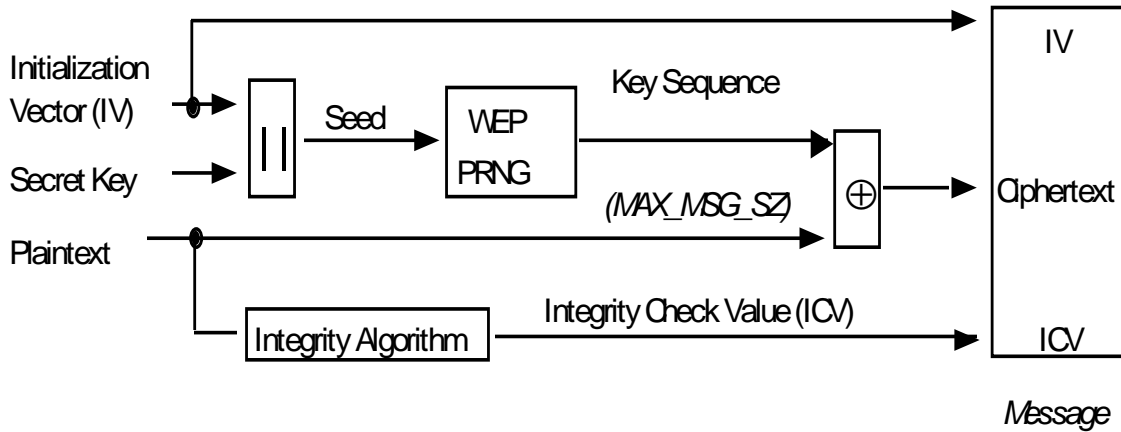 IV
Initialization
Vector (IV)
Key Sequence
||
Seed
WEP
PRNG
Secret Key
(MAX_MSG_SZ)
⊕
Ciphertext
Plaintext
Integrity Check Value (ICV)
Integrity Algorithm
ICV
Message